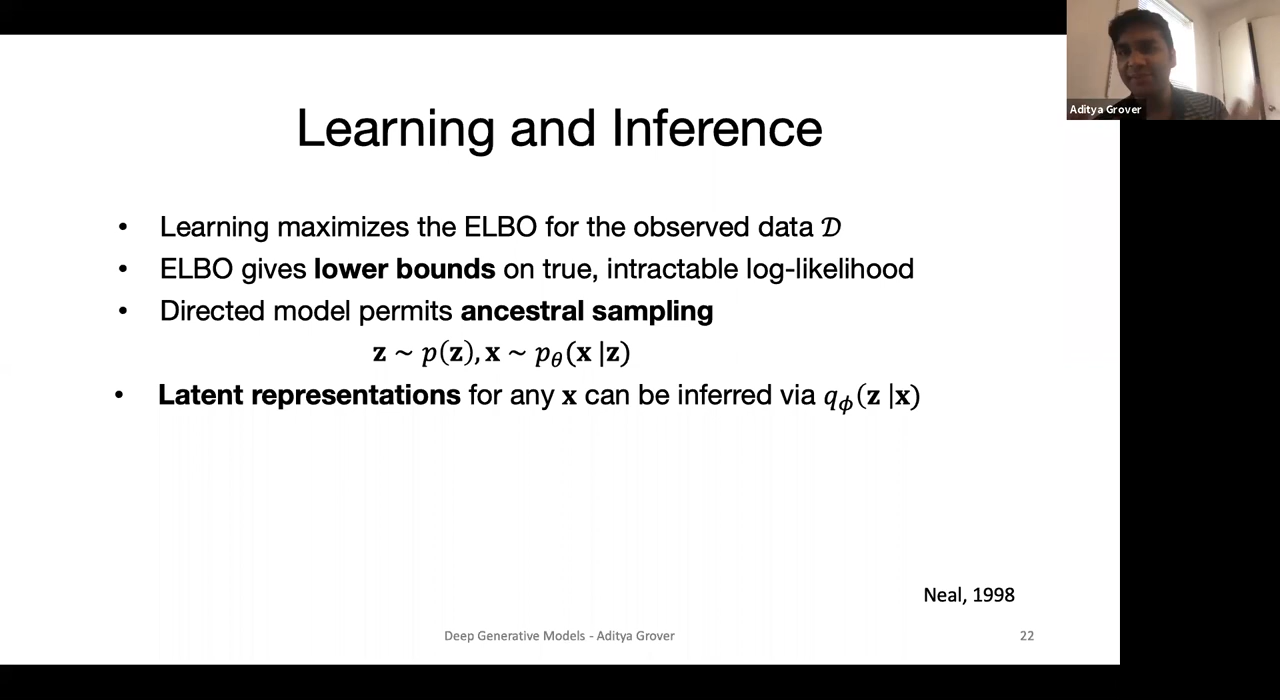 Aditya Grover
Learning and Inference
• Learning maximizes the ELBO for the observed data 𝒟
• ELBO gives lower bounds on true, intractable log-likelihood
• Directed model permits ancestral sampling
𝐳 ~ 𝑝(𝐳), 𝐱 ~ 𝑝_𝜃(𝐱 |𝐳)
• Latent representations for any 𝐱 can be inferred via 𝑞_𝜙(𝐳 |𝐱)
Neal, 1998
Deep Generative Models - Aditya Grover
22